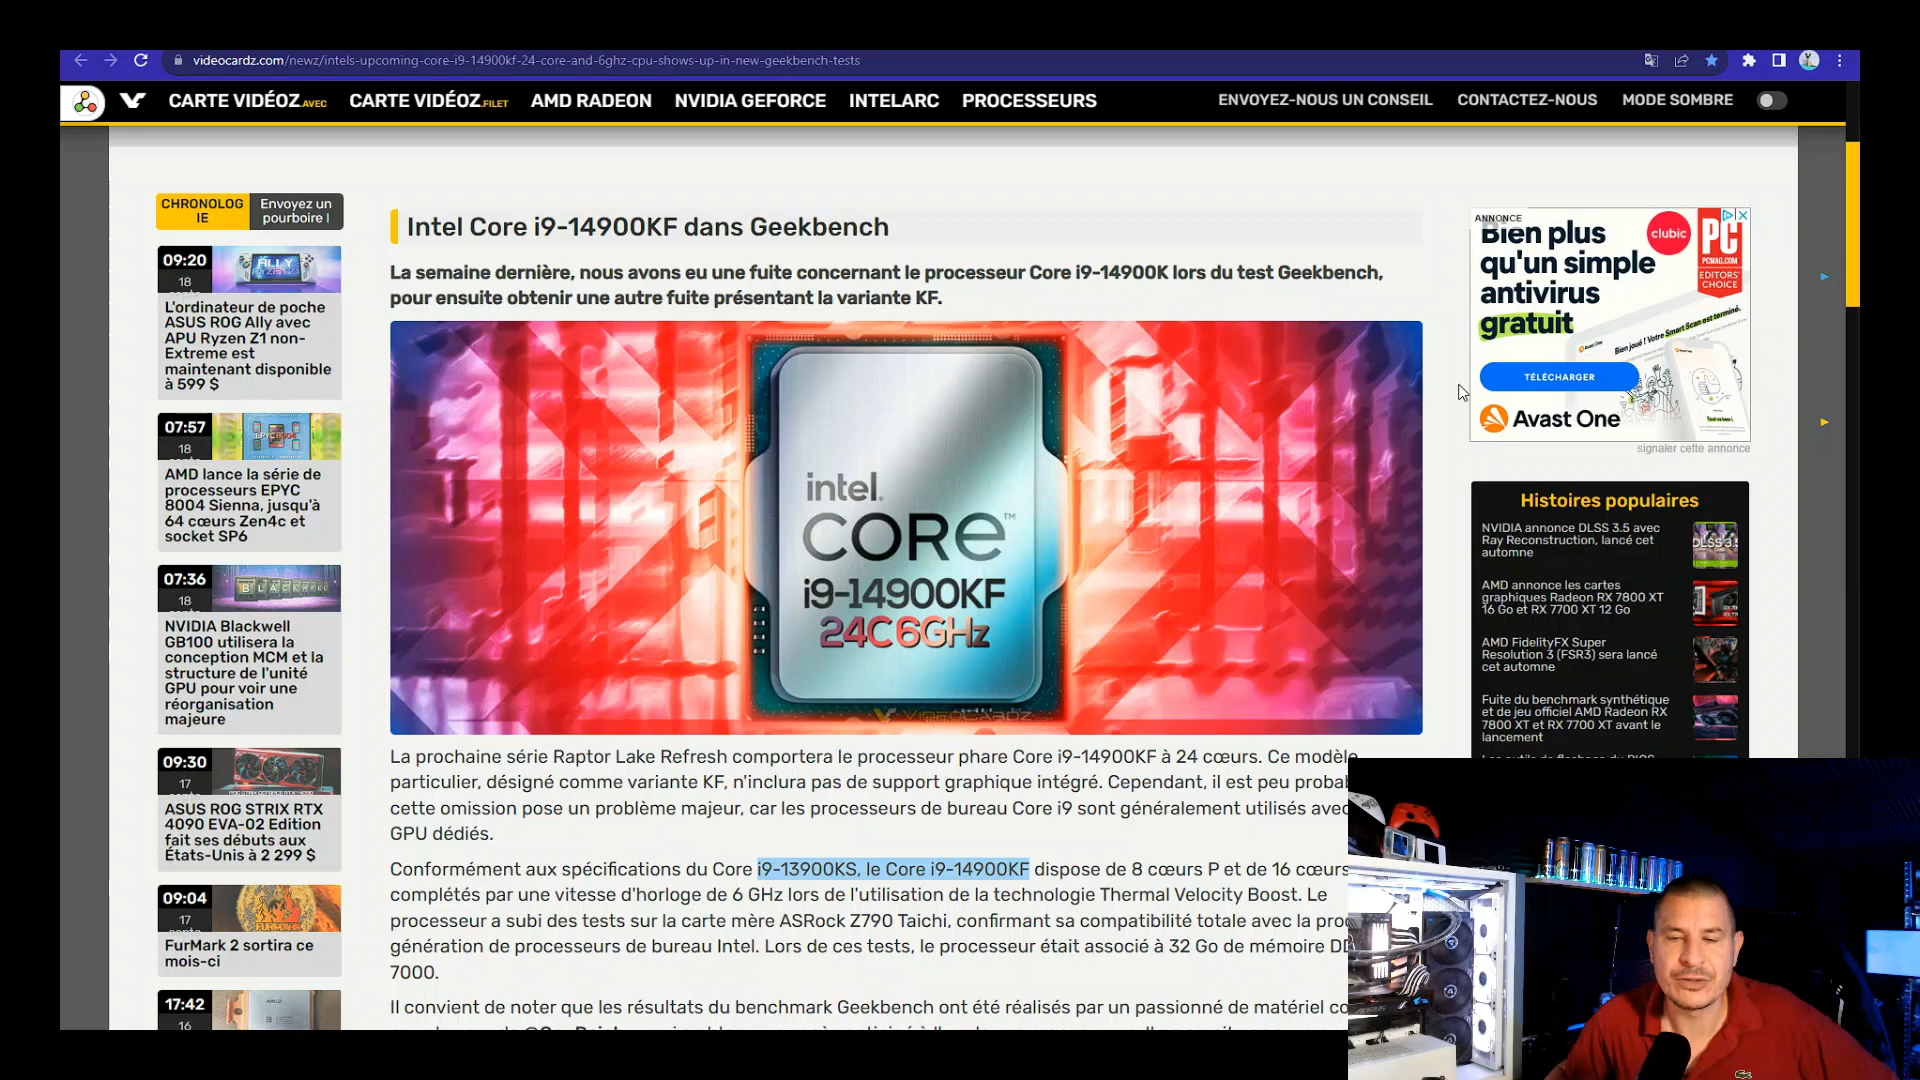 videocardz.com/newz/intels-upcoming-core-i9-14900kf-24-core-and-6ghz-cpu-shows-up-in-new-geekbench-tests
CARTE VIDÉOZ.AVEC CARTE VIDÉOZ.FILET AMD RADEON NVIDIA GEFORCE INTELARC PROCESSEURS ENVOYEZ-NOUS UN CONSEIL CONTACTEZ-NOUS MODE SOMBRE
CHRONOLOG
IE
Envoyez un
pourboire !
09:20
18
L'ordinateur de poche
ASUS ROG Ally avec
APU Ryzen Z1 non-
Extreme est
maintenant disponible
à 599 $
07:57
18
AMD lance la série de
processeurs EPYC
8004 Sienna, jusqu'à
64 cœurs Zen4c et
socket SP6
07:36
18
BLACKWELL
NVIDIA Blackwell
GB100 utilisera la
conception MCM et la
structure de l'unité
GPU pour voir une
réorganisation
majeure
09:30
17
ASUS ROG STRIX RTX
4090 EVA-02 Edition
fait ses débuts aux
États-Unis à 2 299 $
09:04
17
FURMARK
FurMark 2 sortira ce
mois-ci
17:42
16
Intel Core i9-14900KF dans Geekbench
La semaine dernière, nous avons eu une fuite concernant le processeur Core i9-14900K lors du test Geekbench,
pour ensuite obtenir une autre fuite présentant la variante KF.
intel.
CORE™
i9-14900KF
24C 6GHz
VIDEOCARDZ
La prochaine série Raptor Lake Refresh comportera le processeur phare Core i9-14900KF à 24 cœurs. Ce modèle
particulier, désigné comme variante KF, n'inclura pas de support graphique intégré. Cependant, il est peu proba
cette omission pose un problème majeur, car les processeurs de bureau Core i9 sont généralement utilisés avec
GPU dédiés.
Conformément aux spécifications du Core i9-13900KS, le Core i9-14900KF dispose de 8 cœurs P et de 16 cœurs
complétés par une vitesse d'horloge de 6 GHz lors de l'utilisation de la technologie Thermal Velocity Boost. Le
processeur a subi des tests sur la carte mère ASRock Z790 Taichi, confirmant sa compatibilité totale avec la pro
génération de processeurs de bureau Intel. Lors de ces tests, le processeur était associé à 32 Go de mémoire DD
7000.
Il convient de noter que les résultats du benchmark Geekbench ont été réalisés par un passionné de matériel co
ANNONCE
Bien plus
qu'un simple
antivirus
gratuit
clubic
PC
PCMAG.COM
EDITORS'
CHOICE
Votre Smart Scan est terminé.
Bien joué !
TÉLÉCHARGER
Avast One
signaler cette annonce
Histoires populaires
NVIDIA annonce DLSS 3.5 avec
Ray Reconstruction, lancé cet
automne
DLSS 3.5
AMD annonce les cartes
graphiques Radeon RX 7800 XT
16 Go et RX 7700 XT 12 Go
AMD FidelityFX Super
Resolution 3 (FSR3) sera lancé
cet automne
Fuite du benchmark synthétique
et de jeu officiel AMD Radeon RX
7800 XT et RX 7700 XT avant le
lancement